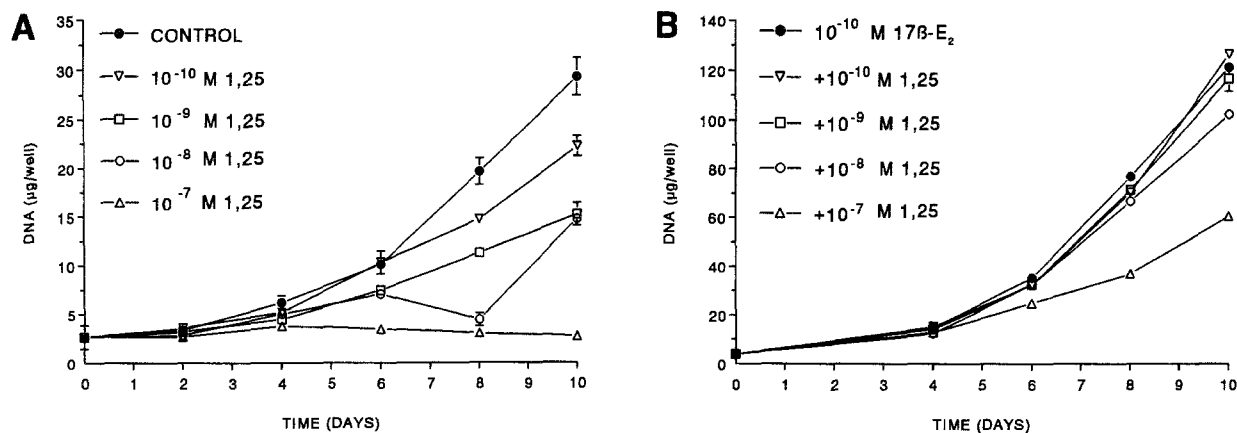 A
CONTROL
10⁻¹⁰ M 1,25
10⁻⁹ M 1,25
10⁻⁸ M 1,25
10⁻⁷ M 1,25
DNA (µg/well)
35
30
25
20
15
10
5
0
0 1 2 3 4 5 6 7 8 9 10
TIME (DAYS)
B
10⁻¹⁰ M 17ß-E₂
+10⁻¹⁰ M 1,25
+10⁻⁹ M 1,25
+10⁻⁸ M 1,25
+10⁻⁷ M 1,25
DNA (µg/well)
140
120
100
80
60
40
20
0
0 1 2 3 4 5 6 7 8 9 10
TIME (DAYS)